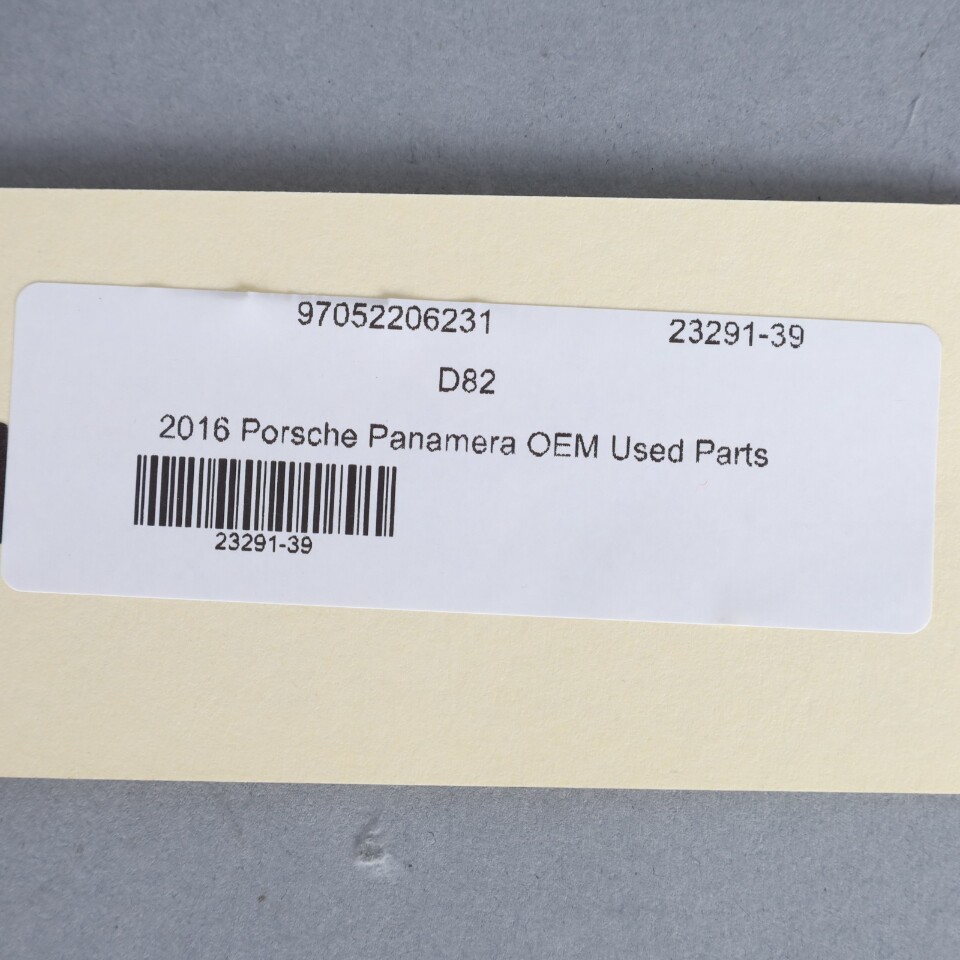 97052206231 23291-39
D82
2016 Porsche Panamera OEM Used Parts
23291-39